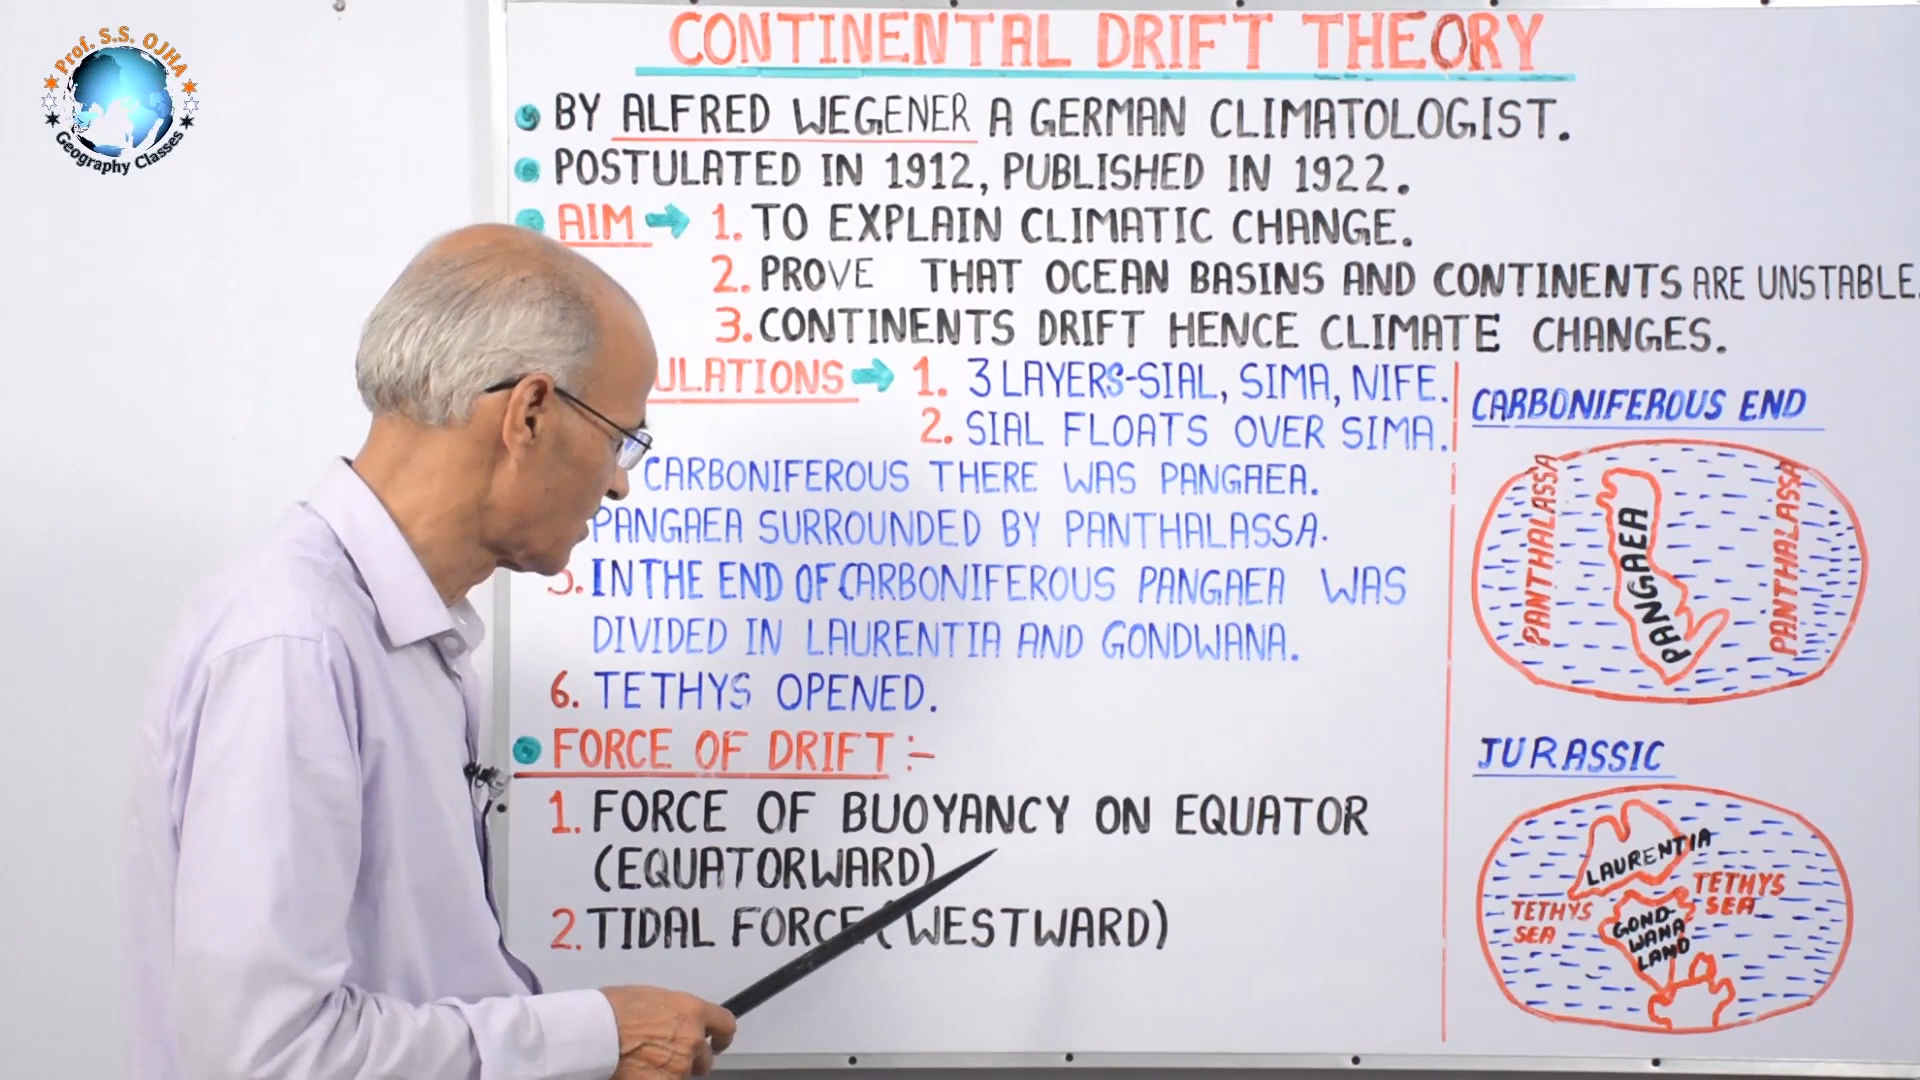 Prof. S.S. OJHA
Geography Classes
CONTINENTAL DRIFT THEORY
BY ALFRED WEGENER A GERMAN CLIMATOLOGIST.
POSTULATED IN 1912, PUBLISHED IN 1922.
AIM → 1. TO EXPLAIN CLIMATIC CHANGE.
2. PROVE THAT OCEAN BASINS AND CONTINENTS ARE UNSTABLE.
3. CONTINENTS DRIFT HENCE CLIMATE CHANGES.
ULATIONS → 1. 3 LAYERS-SIAL, SIMA, NIFE.
2. SIAL FLOATS OVER SIMA.
CARBONIFEROUS THERE WAS PANGAEA.
PANGAEA SURROUNDED BY PANTHALASSA.
5. IN THE END OF CARBONIFEROUS PANGAEA WAS
DIVIDED IN LAURENTIA AND GONDWANA.
6. TETHYS OPENED.
FORCE OF DRIFT :-
1. FORCE OF BUOYANCY ON EQUATOR
(EQUATORWARD)
2. TIDAL FORCE (WESTWARD)
CARBONIFEROUS END
PANTHALASSA
PANGAEA
PANTHALASSA
JURASSIC
LAURENTIA
TETHYS
SEA
TETHYS
SEA
GOND-
WANA
LAND